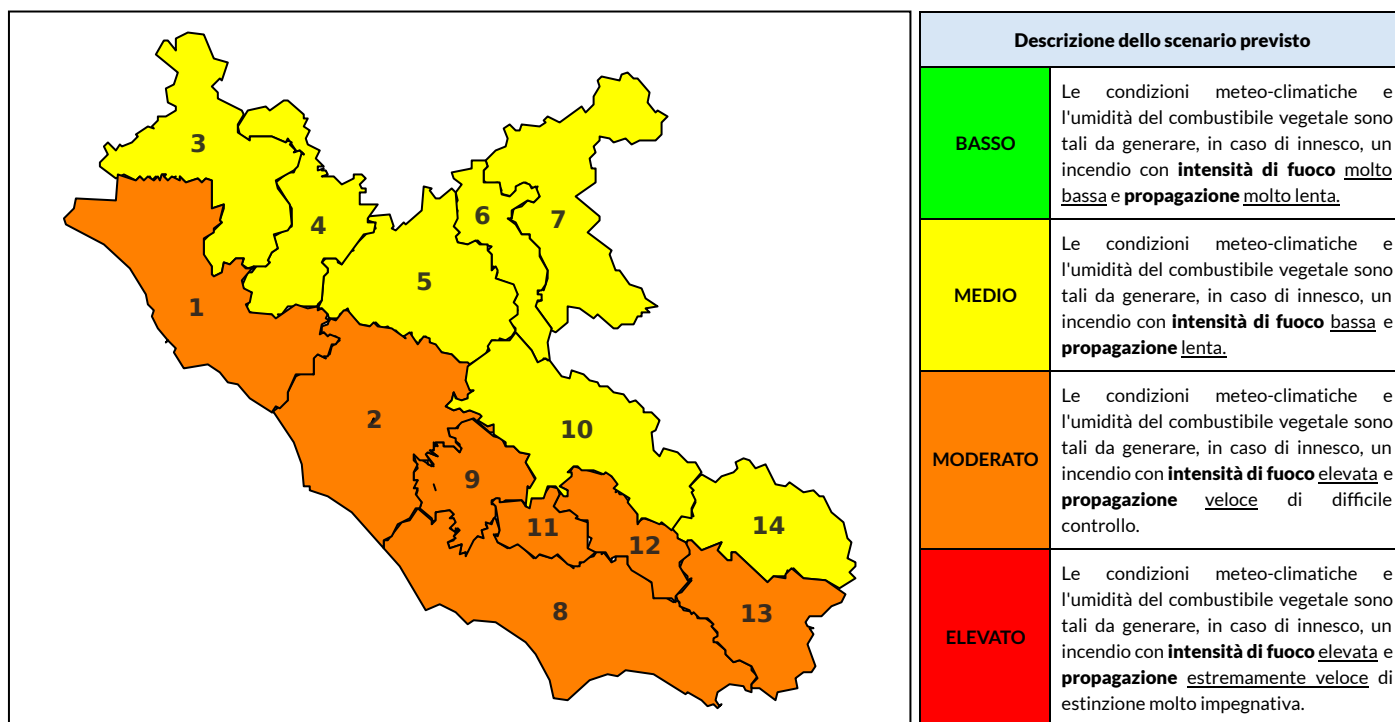 3
4
6
7
5
1
2
10
9
11
12
14
8
13
Descrizione dello scenario previsto
BASSO
Le condizioni meteo-climatiche e
l'umidità del combustibile vegetale sono
tali da generare, in caso di innesco, un
incendio con intensità di fuoco molto
bassa e propagazione molto lenta.
MEDIO
Le condizioni meteo-climatiche e
l'umidità del combustibile vegetale sono
tali da generare, in caso di innesco, un
incendio con intensità di fuoco bassa e
propagazione lenta.
MODERATO
Le condizioni meteo-climatiche e
l'umidità del combustibile vegetale sono
tali da generare, in caso di innesco, un
incendio con intensità di fuoco elevata e
propagazione veloce di difficile
controllo.
ELEVATO
Le condizioni meteo-climatiche e
l'umidità del combustibile vegetale sono
tali da generare, in caso di innesco, un
incendio con intensità di fuoco elevata e
propagazione estremamente veloce di
estinzione molto impegnativa.